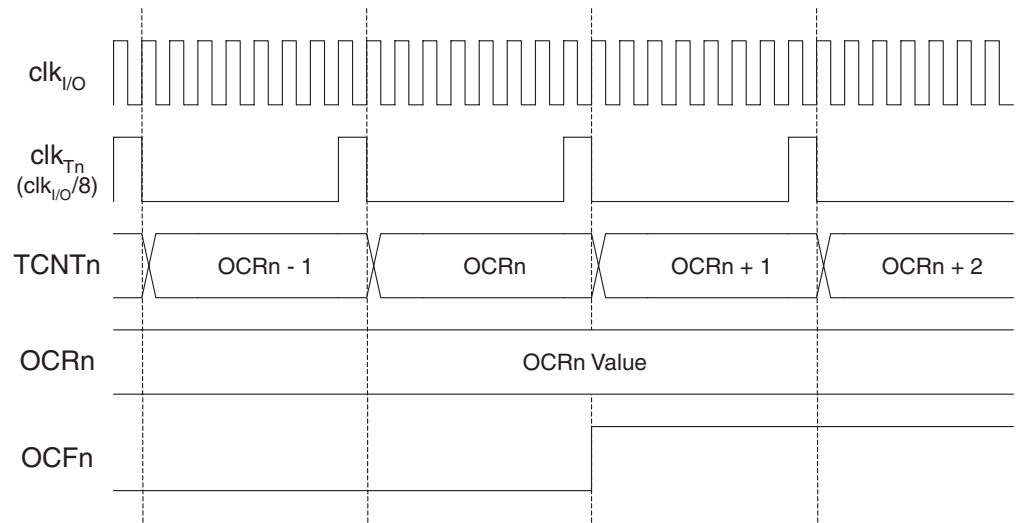 clkI/O
clkTn
(clkI/O/8)
TCNTn OCRn - 1 OCRn OCRn + 1 OCRn + 2
OCRn OCRn Value
OCFn